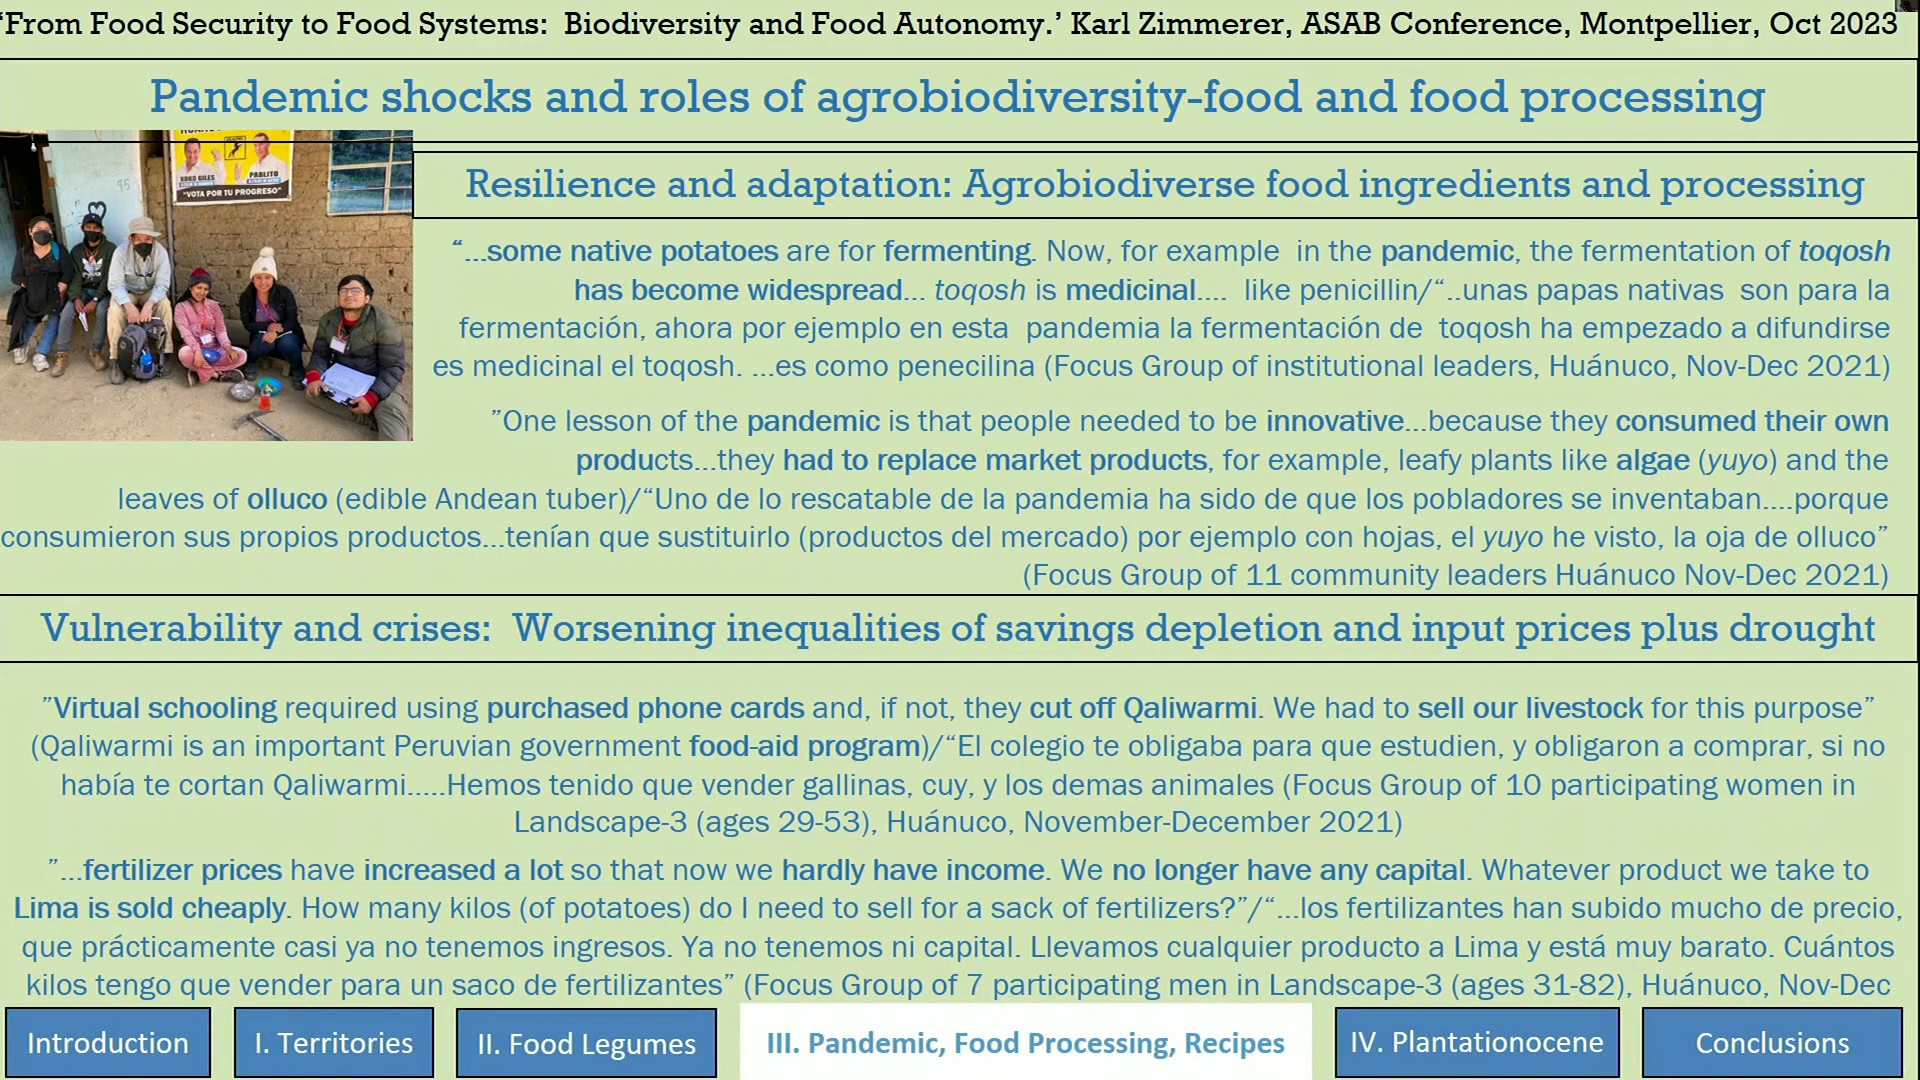 ‘From Food Security to Food Systems: Biodiversity and Food Autonomy.’ Karl Zimmerer, ASAB Conference, Montpellier, Oct 2023
Pandemic shocks and roles of agrobiodiversity-food and food processing
KOKO GILES
PABLITO
“VOTA POR TU PROGRESO”
Resilience and adaptation: Agrobiodiverse food ingredients and processing
“...some native potatoes are for fermenting. Now, for example in the pandemic, the fermentation of toqosh
has become widespread... toqosh is medicinal.... like penicillin/“..unas papas nativas son para la
fermentación, ahora por ejemplo en esta pandemia la fermentación de toqosh ha empezado a difundirse
es medicinal el toqosh. ...es como penecilina (Focus Group of institutional leaders, Huánuco, Nov-Dec 2021)
”One lesson of the pandemic is that people needed to be innovative...because they consumed their own
products...they had to replace market products, for example, leafy plants like algae (yuyo) and the
leaves of olluco (edible Andean tuber)/“Uno de lo rescatable de la pandemia ha sido de que los pobladores se inventaban....porque
consumieron sus propios productos...tenían que sustituirlo (productos del mercado) por ejemplo con hojas, el yuyo he visto, la oja de olluco”
(Focus Group of 11 community leaders Huánuco Nov-Dec 2021)
Vulnerability and crises: Worsening inequalities of savings depletion and input prices plus drought
”Virtual schooling required using purchased phone cards and, if not, they cut off Qaliwarmi. We had to sell our livestock for this purpose”
(Qaliwarmi is an important Peruvian government food-aid program)/“El colegio te obligaba para que estudien, y obligaron a comprar, si no
había te cortan Qaliwarmi.....Hemos tenido que vender gallinas, cuy, y los demas animales (Focus Group of 10 participating women in
Landscape-3 (ages 29-53), Huánuco, November-December 2021)
”...fertilizer prices have increased a lot so that now we hardly have income. We no longer have any capital. Whatever product we take to
Lima is sold cheaply. How many kilos (of potatoes) do I need to sell for a sack of fertilizers?”/“...los fertilizantes han subido mucho de precio,
que prácticamente casi ya no tenemos ingresos. Ya no tenemos ni capital. Llevamos cualquier producto a Lima y está muy barato. Cuántos
kilos tengo que vender para un saco de fertilizantes” (Focus Group of 7 participating men in Landscape-3 (ages 31-82), Huánuco, Nov-Dec
Introduction
I. Territories
II. Food Legumes
III. Pandemic, Food Processing, Recipes
IV. Plantationocene
Conclusions